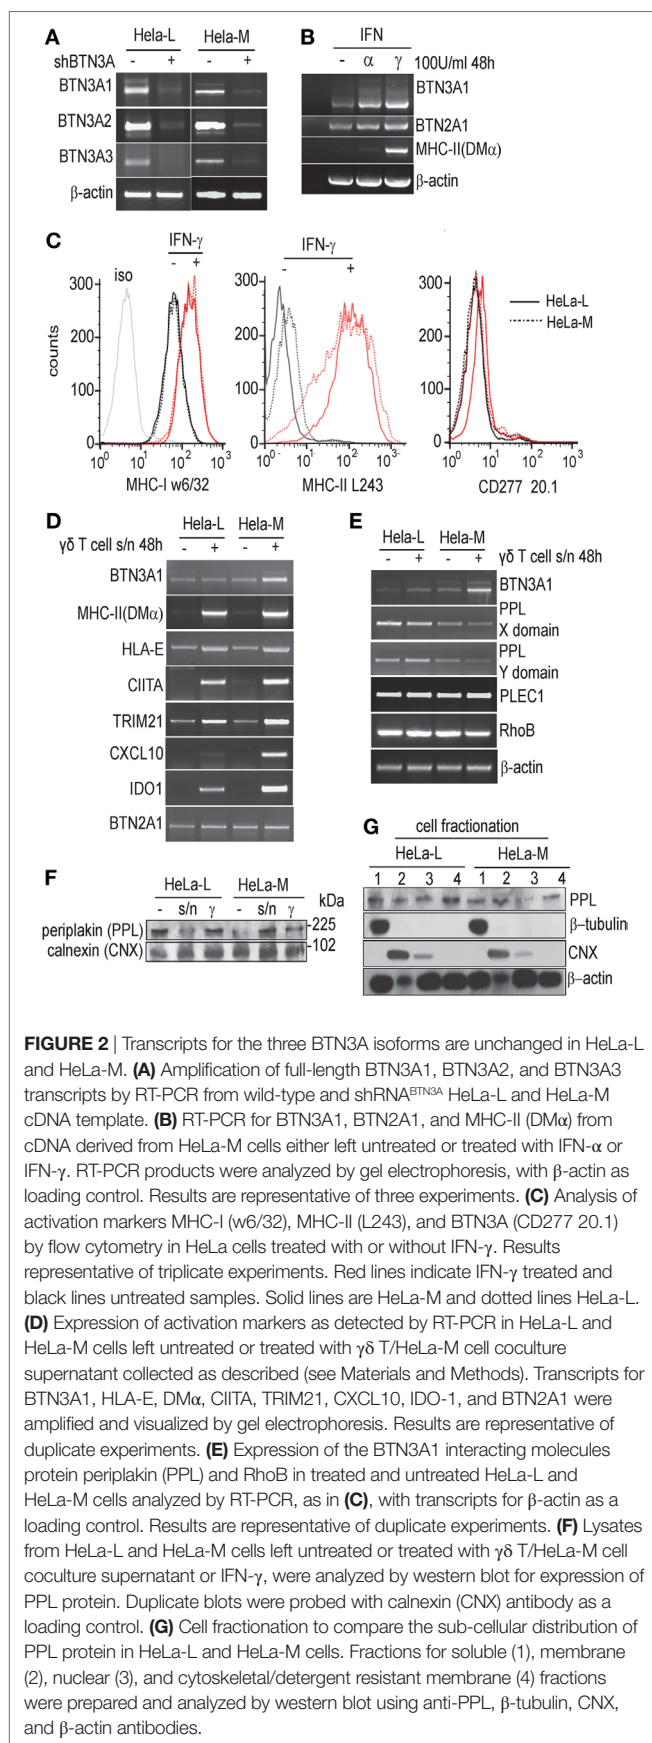 A
Hela-L
Hela-M
shBTN3A
-
+
-
+
BTN3A1
BTN3A2
BTN3A3
β-actin
B
IFN
-
α
γ
100U/ml 48h
BTN3A1
BTN2A1
MHC-II(DMα)
β-actin
C
IFN-γ
-
+
iso
counts
300
200
100
0
10⁰
10¹
10²
10³
MHC-I w6/32
IFN-γ
-
+
300
200
100
0
10⁰
10²
10³
MHC-II L243
300
200
100
0
10⁰
10¹
10²
10³
CD277 20.1
HeLa-L
HeLa-M
D
Hela-L
Hela-M
γδ T cell s/n 48h
-
+
-
+
BTN3A1
MHC-II(DMα)
HLA-E
CIITA
TRIM21
CXCL10
IDO1
BTN2A1
E
Hela-L
Hela-M
-
+
-
+
γδ T cell s/n 48h
BTN3A1
PPL
X domain
PPL
Y domain
PLEC1
RhoB
β-actin
F
HeLa-L
HeLa-M
-
s/n
γ
-
s/n
γ
kDa
periplakin (PPL)
-225
calnexin (CNX)
-102
G
cell fractionation
HeLa-L
HeLa-M
1 2 3 4 1 2 3 4
PPL
β–tubulin
CNX
β–actin
FIGURE 2 | Transcripts for the three BTN3A isoforms are unchanged in HeLa-L
and HeLa-M. (A) Amplification of full-length BTN3A1, BTN3A2, and BTN3A3
transcripts by RT-PCR from wild-type and shRNAᴮᵀᴺ³ᴬ HeLa-L and HeLa-M
cDNA template. (B) RT-PCR for BTN3A1, BTN2A1, and MHC-II (DMα) from
cDNA derived from HeLa-M cells either left untreated or treated with IFN-α or
IFN-γ. RT-PCR products were analyzed by gel electrophoresis, with β-actin as
loading control. Results are representative of three experiments. (C) Analysis of
activation markers MHC-I (w6/32), MHC-II (L243), and BTN3A (CD277 20.1)
by flow cytometry in HeLa cells treated with or without IFN-γ. Results
representative of triplicate experiments. Red lines indicate IFN-γ treated and
black lines untreated samples. Solid lines are HeLa-M and dotted lines HeLa-L.
(D) Expression of activation markers as detected by RT-PCR in HeLa-L and
HeLa-M cells left untreated or treated with γδ T/HeLa-M cell coculture
supernatant collected as described (see Materials and Methods). Transcripts for
BTN3A1, HLA-E, DMα, CIITA, TRIM21, CXCL10, IDO-1, and BTN2A1 were
amplified and visualized by gel electrophoresis. Results are representative of
duplicate experiments. (E) Expression of the BTN3A1 interacting molecules
protein periplakin (PPL) and RhoB in treated and untreated HeLa-L and
HeLa-M cells analyzed by RT-PCR, as in (C), with transcripts for β-actin as a
loading control. Results are representative of duplicate experiments. (F) Lysates
from HeLa-L and HeLa-M cells left untreated or treated with γδ T/HeLa-M cell
coculture supernatant or IFN-γ, were analyzed by western blot for expression of
PPL protein. Duplicate blots were probed with calnexin (CNX) antibody as a
loading control. (G) Cell fractionation to compare the sub-cellular distribution of
PPL protein in HeLa-L and HeLa-M cells. Fractions for soluble (1), membrane
(2), nuclear (3), and cytoskeletal/detergent resistant membrane (4) fractions
were prepared and analyzed by western blot using anti-PPL, β-tubulin, CNX,
and β-actin antibodies.